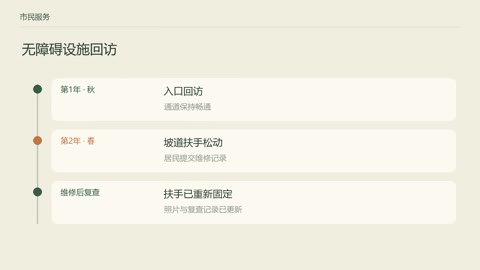 市民服务
无障碍设施回访
第1年 · 秋
入口回访
通道保持畅通
第2年 · 春
坡道扶手松动
居民提交维修记录
维修后复查
扶手已重新固定
照片与复查记录已更新